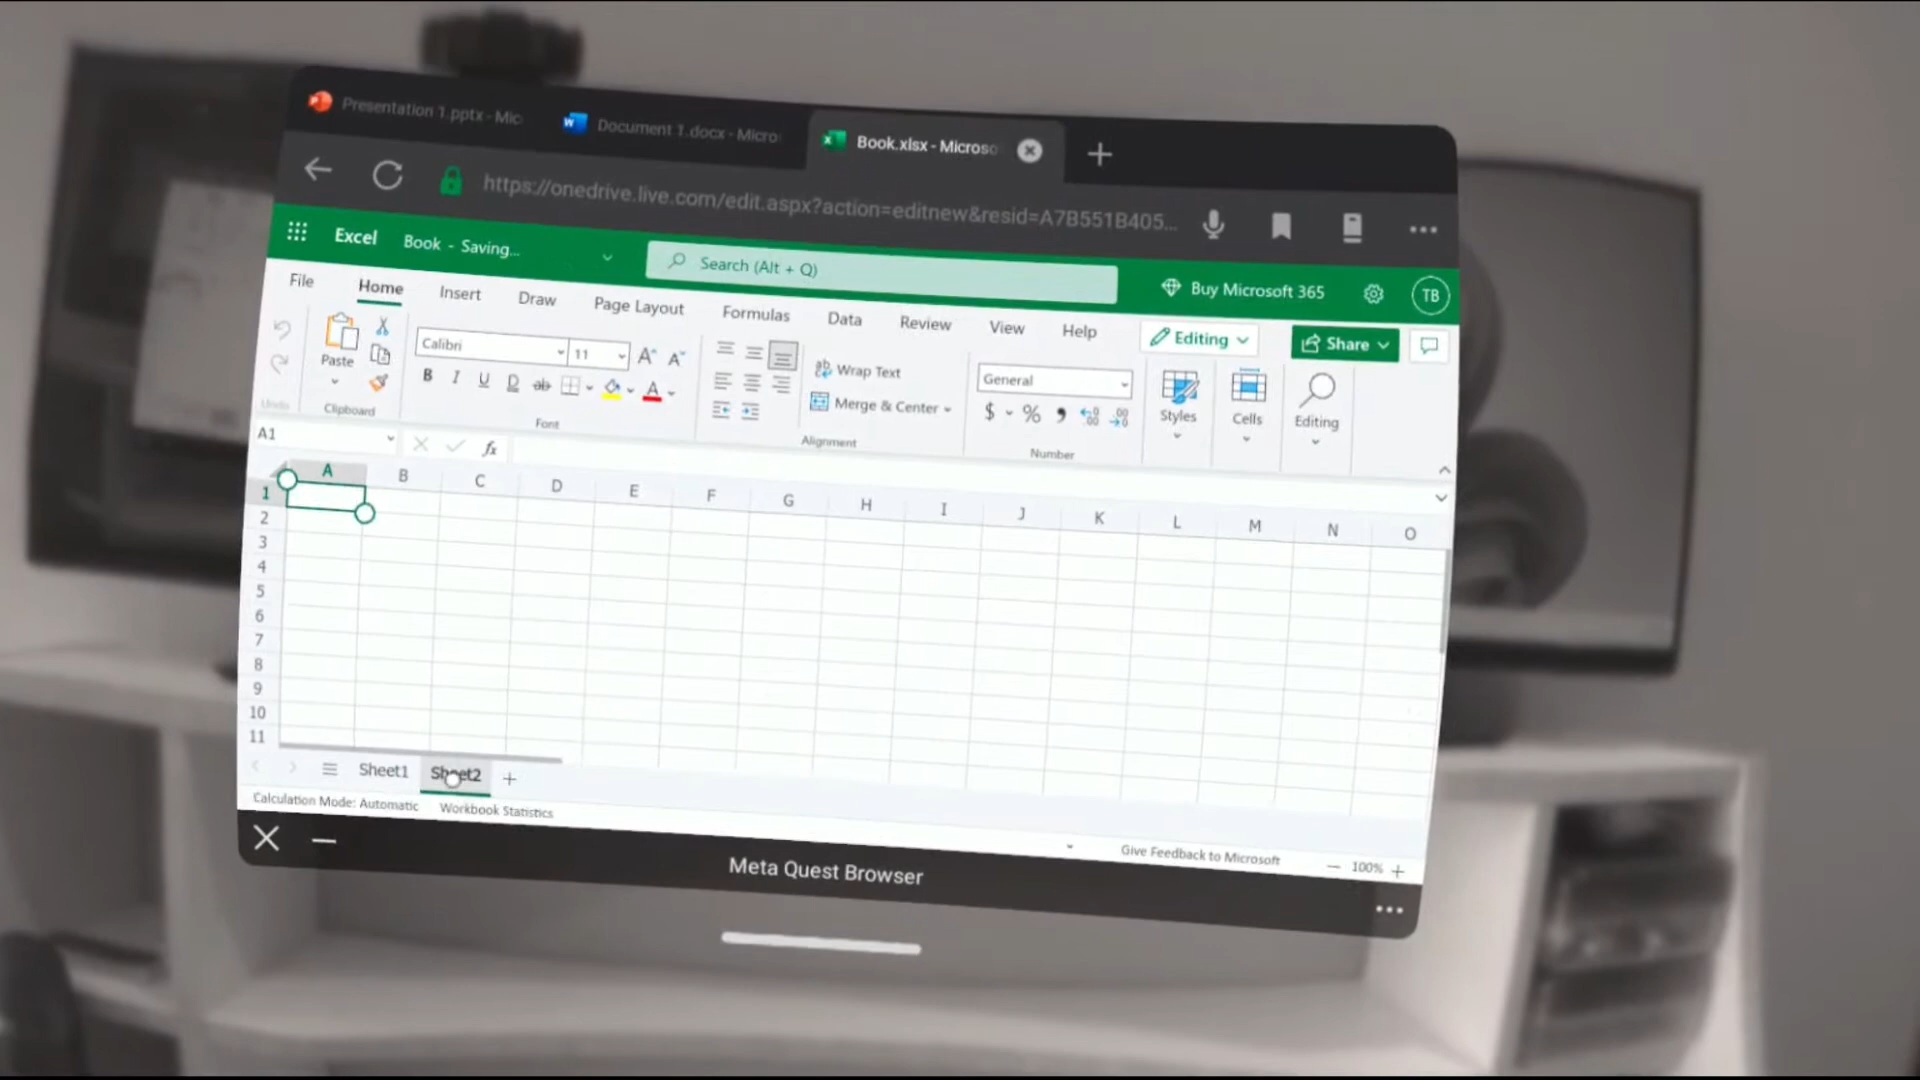 Presentation 1.pptx - Mic
Document 1.docx - Micro
Book.xlsx - Microso
https://onedrive.live.com/edit.aspx?action=editnew&resid=A7B551B405...
Excel
Book - Saving...
Search (Alt + Q)
Buy Microsoft 365
TB
File
Home
Insert
Draw
Page Layout
Formulas
Data
Review
View
Help
Editing
Share
Paste
Calibri
11
Wrap Text
General
Merge & Center
Styles
Cells
Editing
Undo
Clipboard
Font
Alignment
Number
A1
fx
A B C D E F G H I J K L M N O
1
2
3
4
5
6
7
8
9
10
11
Sheet1
Sheet2
Calculation Mode: Automatic
Workbook Statistics
Give Feedback to Microsoft
100%
Meta Quest Browser